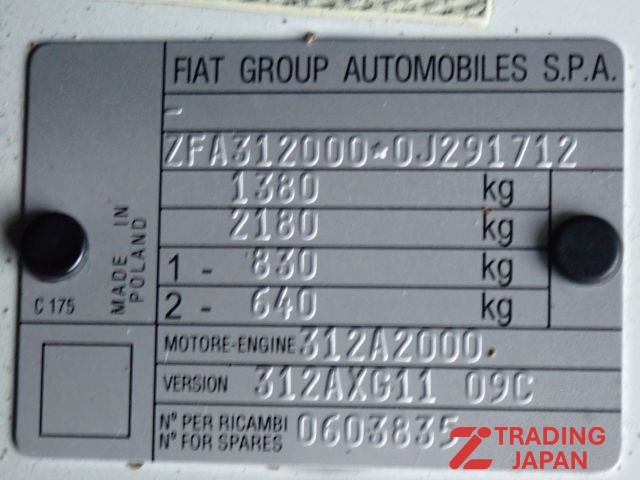 FIAT GROUP AUTOMOBILES S.P.A.
-
ZFA312000*0J291712
1380 kg
2180 kg
1 - 830 kg
2 - 640 kg
MADE IN
POLAND
C 175
MOTORE-ENGINE 312A2000.
VERSION 312AXG11 09C
Nº PER RICAMBI
Nº FOR SPARES 0603835
TRADING
JAPAN